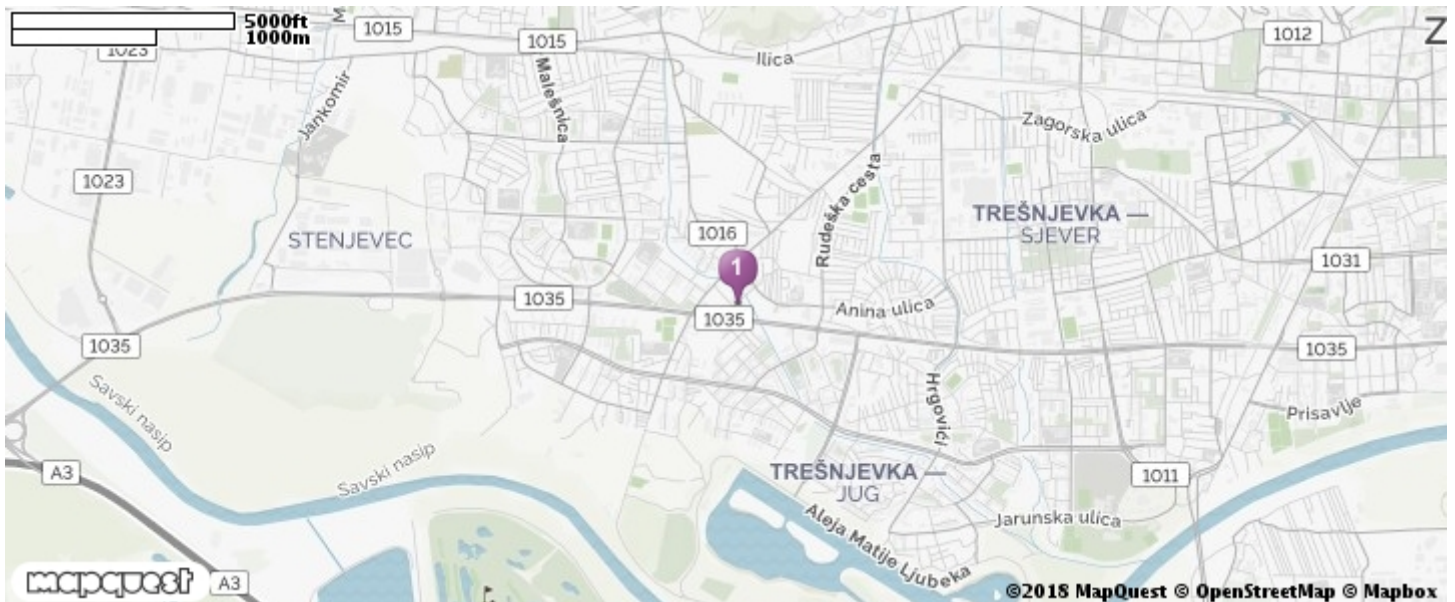 5000ft
1000m
1023
M
1015
1015
Ilica
1012
Z
Jankomir
Malešnica
Zagorska ulica
Rudeška cesta
1023
STENJEVEC
1016
TREŠNJEVKA —
SJEVER
1
1031
1035
1035
Anina ulica
1035
1035
Savski nasip
Hrgovići
Prisavlje
A3
Savski nasip
TREŠNJEVKA —
JUG
1011
Aleja Matije Ljubeka
Jarunska ulica
A3
mapquest
©2018 MapQuest © OpenStreetMap © Mapbox